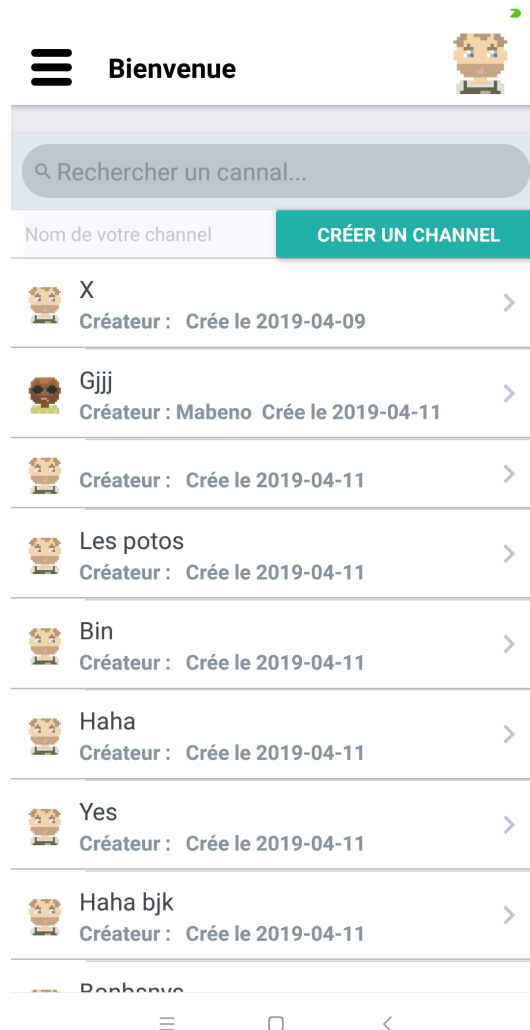 Bienvenue
Rechercher un cannal...
Nom de votre channel
CRÉER UN CHANNEL
X
Créateur : Crée le 2019-04-09
Gjjj
Créateur : Mabeno Crée le 2019-04-11
Créateur : Crée le 2019-04-11
Les potos
Créateur : Crée le 2019-04-11
Bin
Créateur : Crée le 2019-04-11
Haha
Créateur : Crée le 2019-04-11
Yes
Créateur : Crée le 2019-04-11
Haha bjk
Créateur : Crée le 2019-04-11